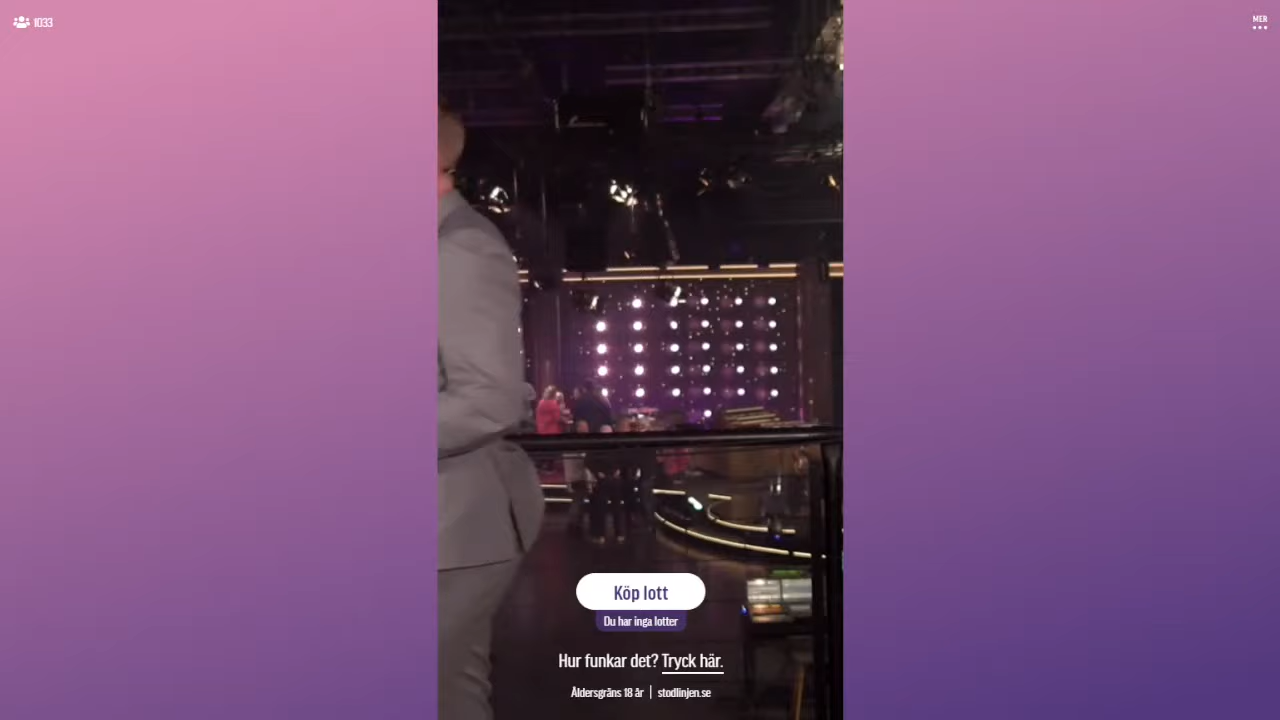 1033
MER
Köp lott
Du har inga lotter
Hur funkar det? Tryck här.
Åldersgräns 18 år | stodlinjen.se